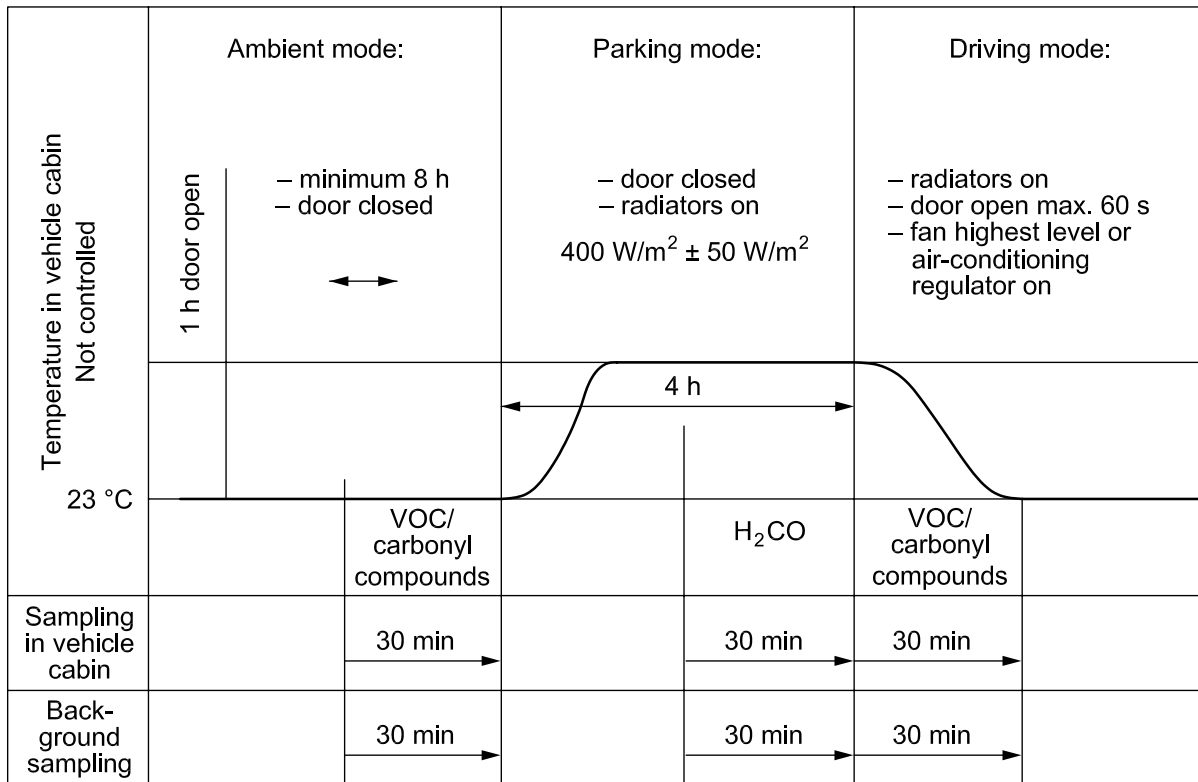 Ambient mode:
Parking mode:
Driving mode:
Temperature in vehicle cabin
Not controlled
1 h door open
– minimum 8 h
– door closed
– door closed
– radiators on
400 W/m² ± 50 W/m²
– radiators on
– door open max. 60 s
– fan highest level or
air-conditioning
regulator on
4 h
23 °C
VOC/
carbonyl
compounds
H₂CO
VOC/
carbonyl
compounds
Sampling
in vehicle
cabin
30 min
30 min
30 min
Back-
ground
sampling
30 min
30 min
30 min